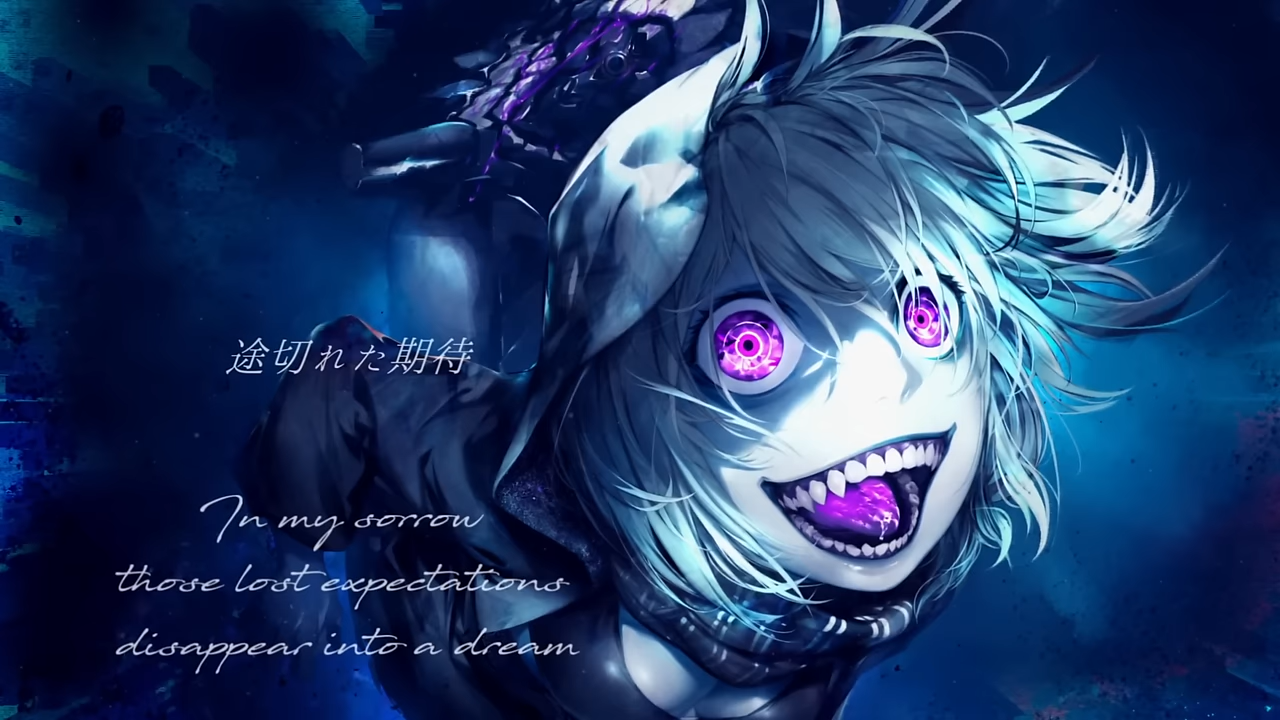 途切れた期待
In my sorrow
those lost expectations
disappear into a dream